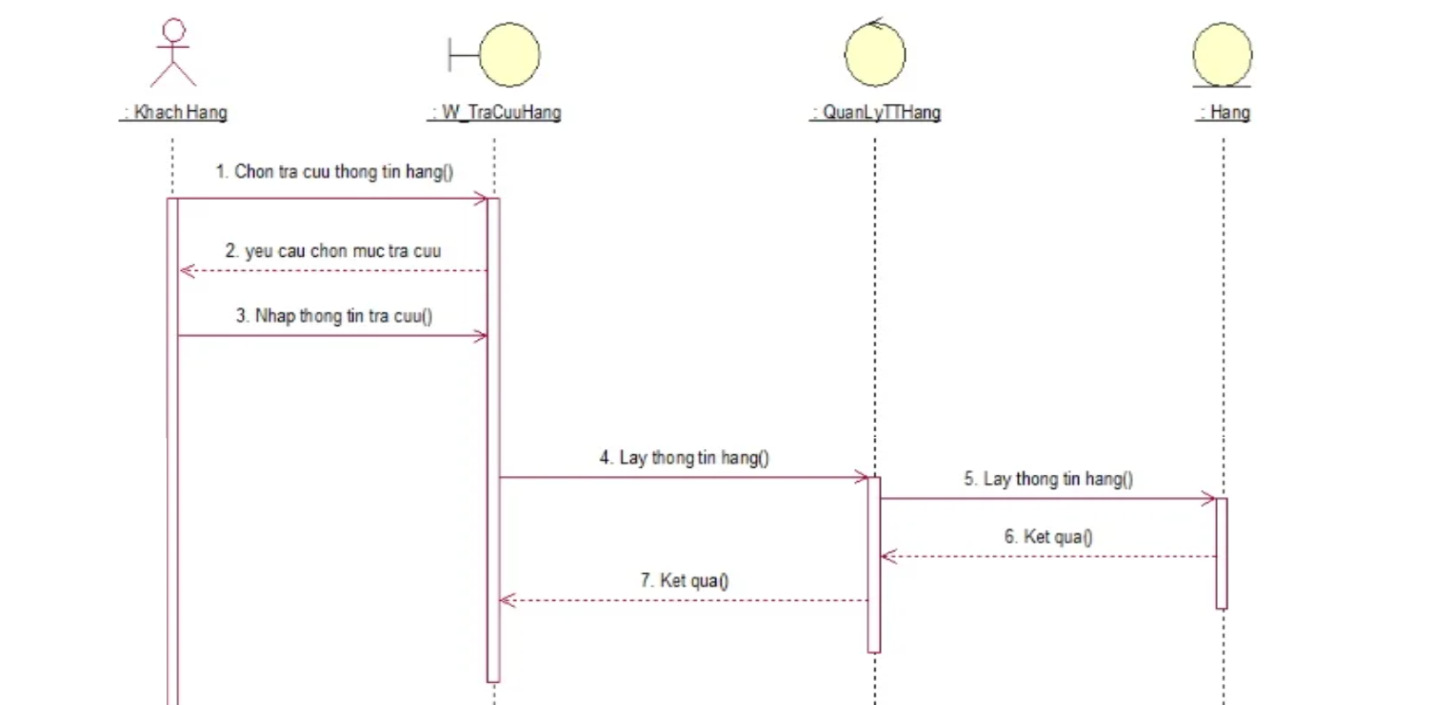 : Khach Hang
: W_TraCuuHang
: QuanLyTTHang
: Hang
1. Chon tra cuu thong tin hang()
2. yeu cau chon muc tra cuu
3. Nhap thong tin tra cuu()
4. Lay thong tin hang()
5. Lay thong tin hang()
6. Ket qua()
7. Ket qua()